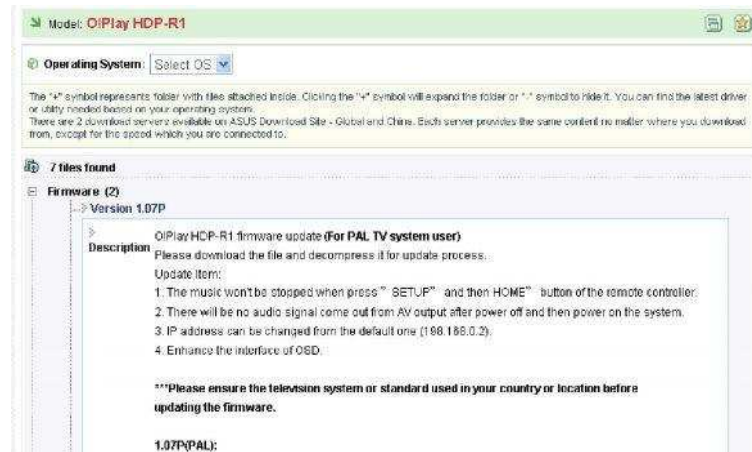 Model: O!Play HDP-R1
Operating System: Select OS
The "+" symbol represents folder with files attached inside. Clicking the "+" symbol will expand the folder or "-" symbol to hide it. You can find the latest driver
or utility needed based on your operating system.
There are 2 download servers available on ASUS Download Site - Global and China. Each server provides the same content no matter where you download
from, except for the speed which you are connected to.
7 files found
Firmware (2)
Version 1.07P
Description
O!Play HDP-R1 firmware update (For PAL TV system user)
Please download the file and decompress it for update process.
Update Item:
1. The music won't be stopped when press " SETUP" and then HOME" button of the remote controller.
2. There will be no audio signal come out from AV output after power off and then power on the system.
3. IP address can be changed from the default one (198.168.0.2).
4. Enhance the interface of OSD.
***Please ensure the television system or standard used in your country or location before
updating the firmware.
1.07P(PAL):